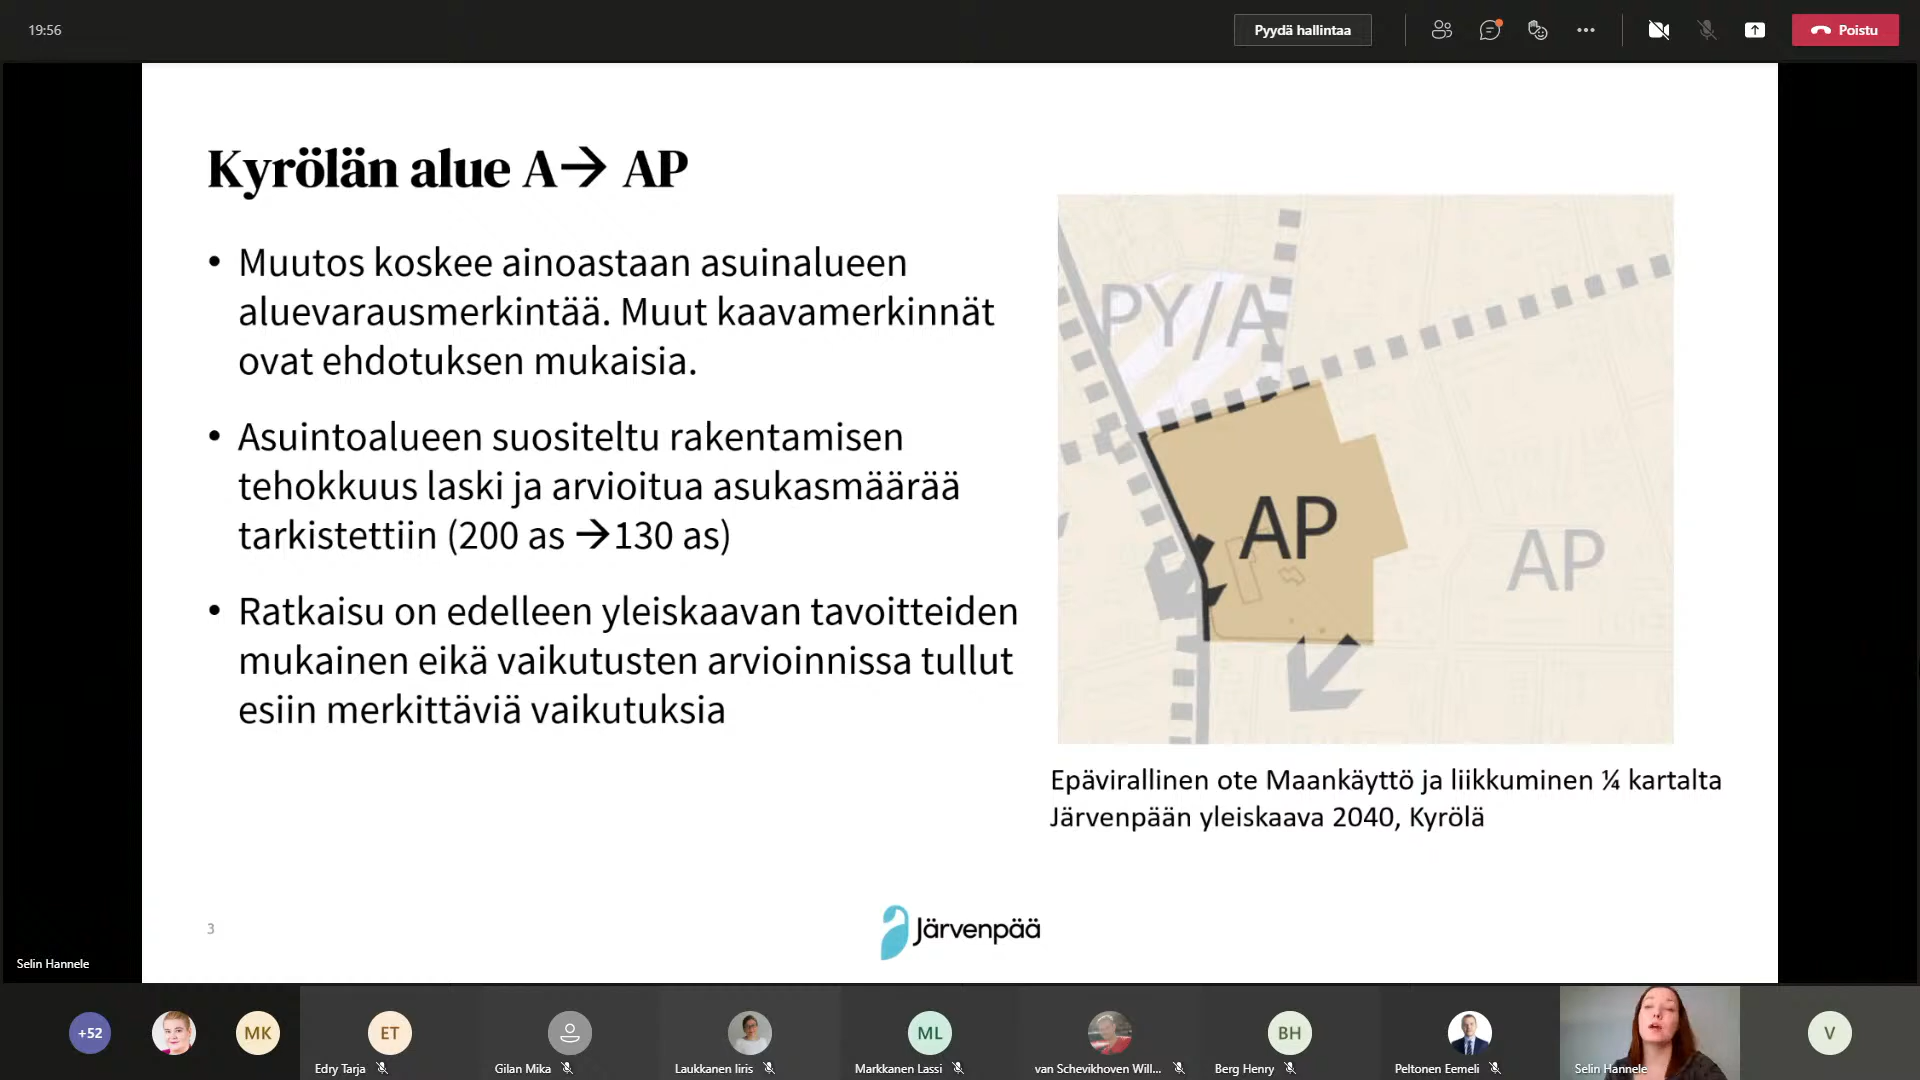 19:56
Pyydä hallintaa
Poistu
Kyrölän alue A→ AP
• Muutos koskee ainoastaan asuinalueen
aluevarausmerkintää. Muut kaavamerkinnät
ovat ehdotuksen mukaisia.
• Asuintoalueen suositeltu rakentamisen
tehokkuus laski ja arvioitua asukasmäärää
tarkistettiin (200 as →130 as)
• Ratkaisu on edelleen yleiskaavan tavoitteiden
mukainen eikä vaikutusten arvioinnissa tullut
esiin merkittäviä vaikutuksia
PY/A
AP
AP
Epävirallinen ote Maankäyttö ja liikkuminen ¼ kartalta
Järvenpään yleiskaava 2040, Kyrölä
3
Järvenpää
Selin Hannele
+52
MK
ET
Edry Tarja
Gilan Mika
Laukkanen Iiris
ML
Markkanen Lassi
van Schevikhoven Will...
BH
Berg Henry
Peltonen Eemeli
Selin Hannele
V